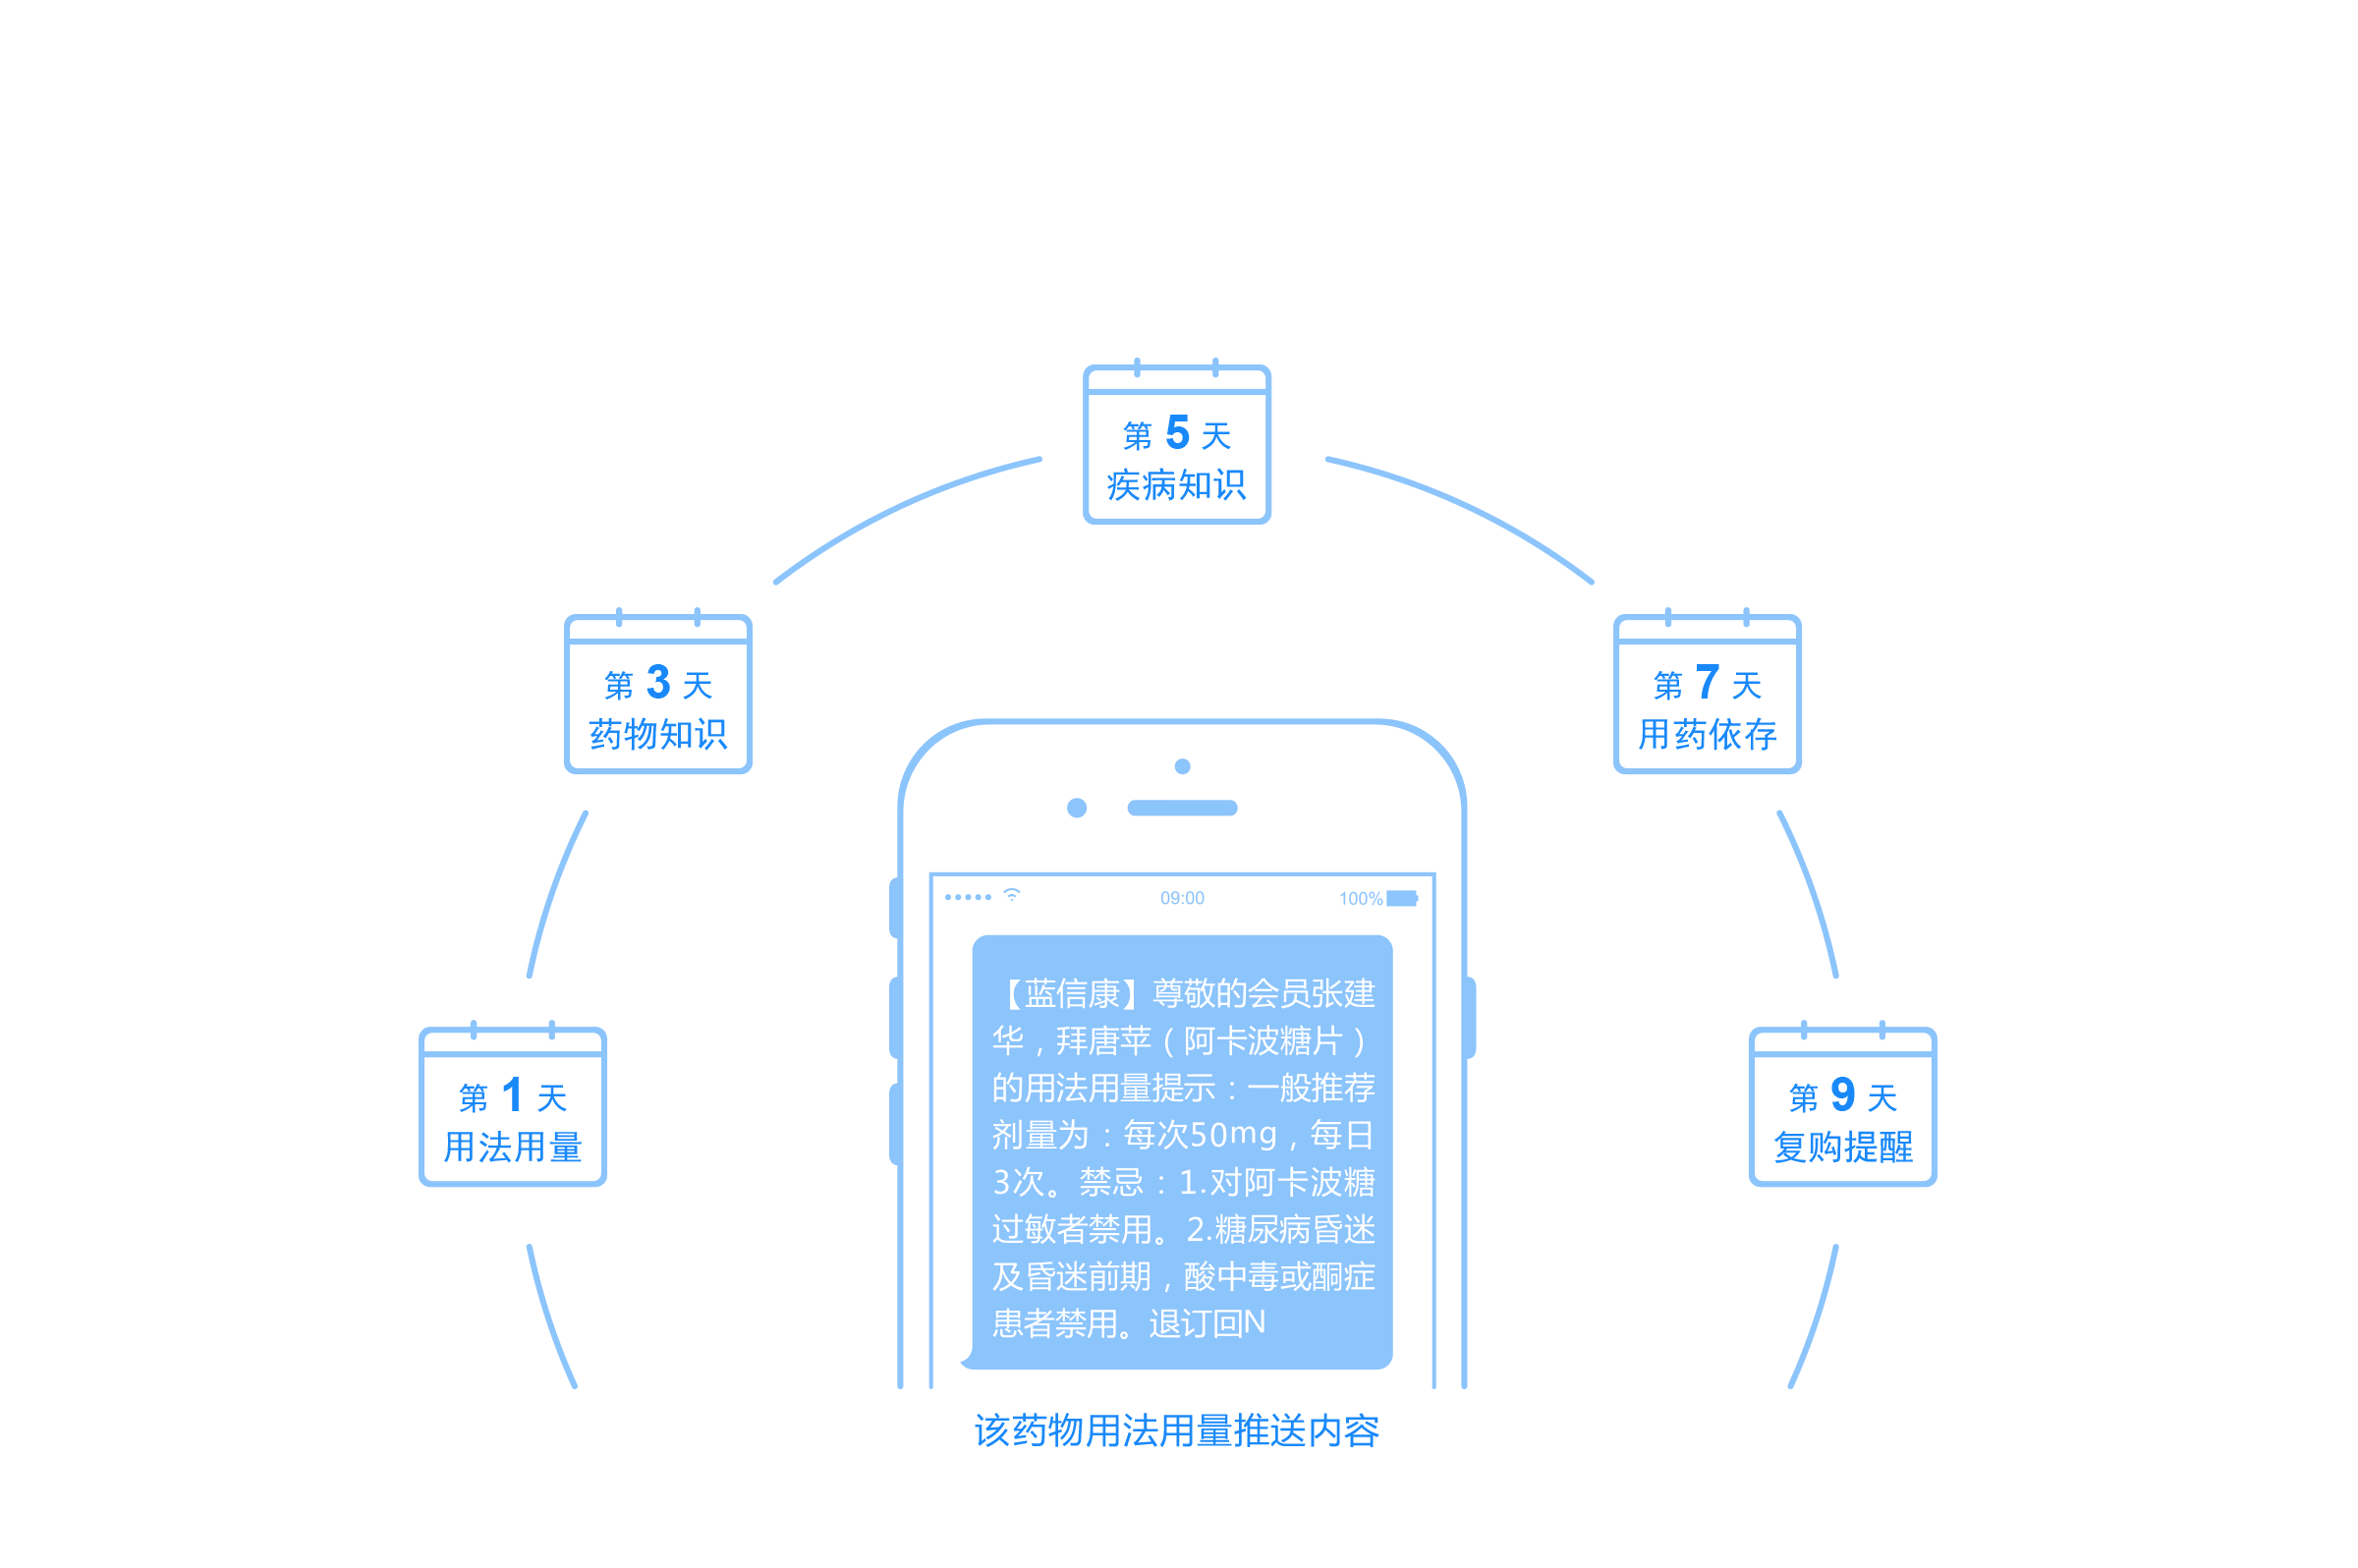 第 5 天
疾病知识
第 3 天
药物知识
第 7 天
用药依存
第 1 天
用法用量
第 9 天
复购提醒
09:00
100%
【蓝信康】尊敬的会员张建
华，拜唐苹（阿卡波糖片）
的用法用量提示：一般推荐
剂量为：每次50mg，每日
3次。禁忌：1.对阿卡波糖
过敏者禁用。2.糖尿病昏迷
及昏迷前期，酸中毒或酮症
患者禁用。退订回N
该药物用法用量推送内容